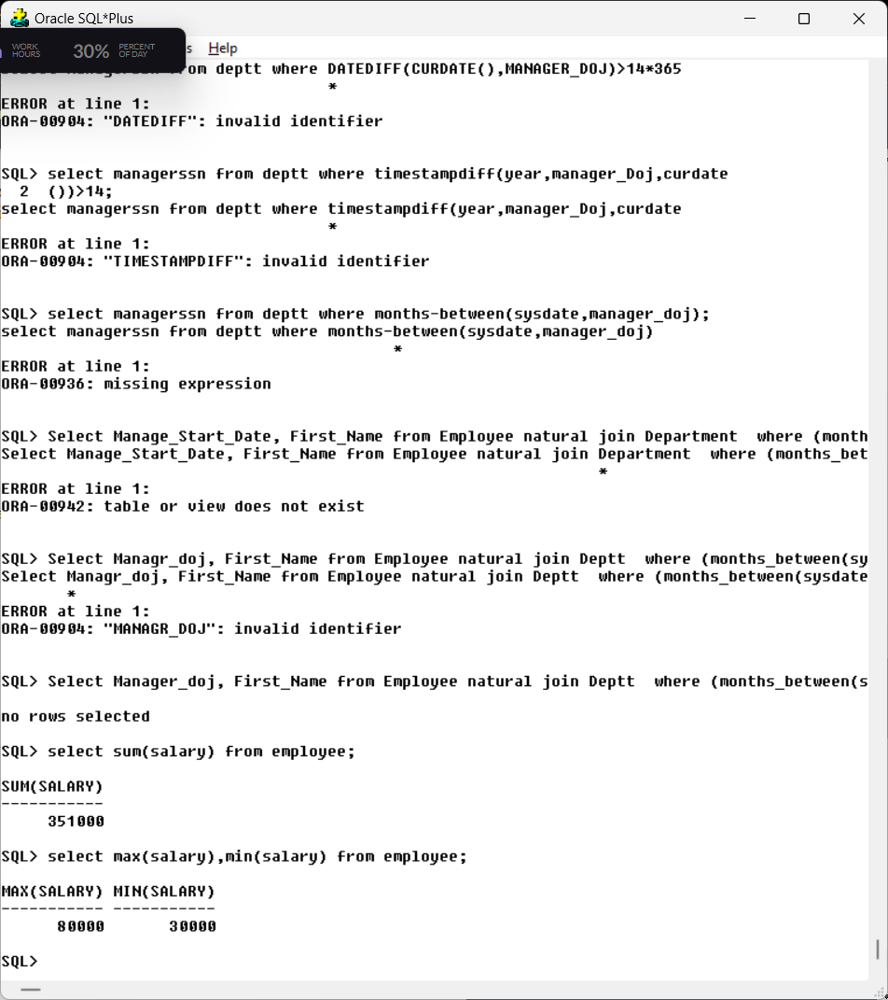 Oracle SQL*Plus
WORK HOURS 30% PERCENT OF DAY
s Help
from deptt where DATEDIFF(CURDATE(),MANAGER_DOJ)>14*365
*
ERROR at line 1:
ORA-00904: "DATEDIFF": invalid identifier
SQL> select managerssn from deptt where timestampdiff(year,manager_Doj,curdate
2 ())>14;
select managerssn from deptt where timestampdiff(year,manager_Doj,curdate
*
ERROR at line 1:
ORA-00904: "TIMESTAMPDIFF": invalid identifier
SQL> select managerssn from deptt where months-between(sysdate,manager_doj);
select managerssn from deptt where months-between(sysdate,manager_doj)
*
ERROR at line 1:
ORA-00936: missing expression
SQL> Select Manage_Start_Date, First_Name from Employee natural join Department  where (month
Select Manage_Start_Date, First_Name from Employee natural join Department  where (months_bet
*
ERROR at line 1:
ORA-00942: table or view does not exist
SQL> Select Managr_doj, First_Name from Employee natural join Deptt  where (months_between(sy
Select Managr_doj, First_Name from Employee natural join Deptt  where (months_between(sysdate
*
ERROR at line 1:
ORA-00904: "MANAGR_DOJ": invalid identifier
SQL> Select Manager_doj, First_Name from Employee natural join Deptt  where (months_between(s
no rows selected
SQL> select sum(salary) from employee;
SUM(SALARY)
-----------
351000
SQL> select max(salary),min(salary) from employee;
MAX(SALARY) MIN(SALARY)
----------- -----------
80000 30000
SQL>